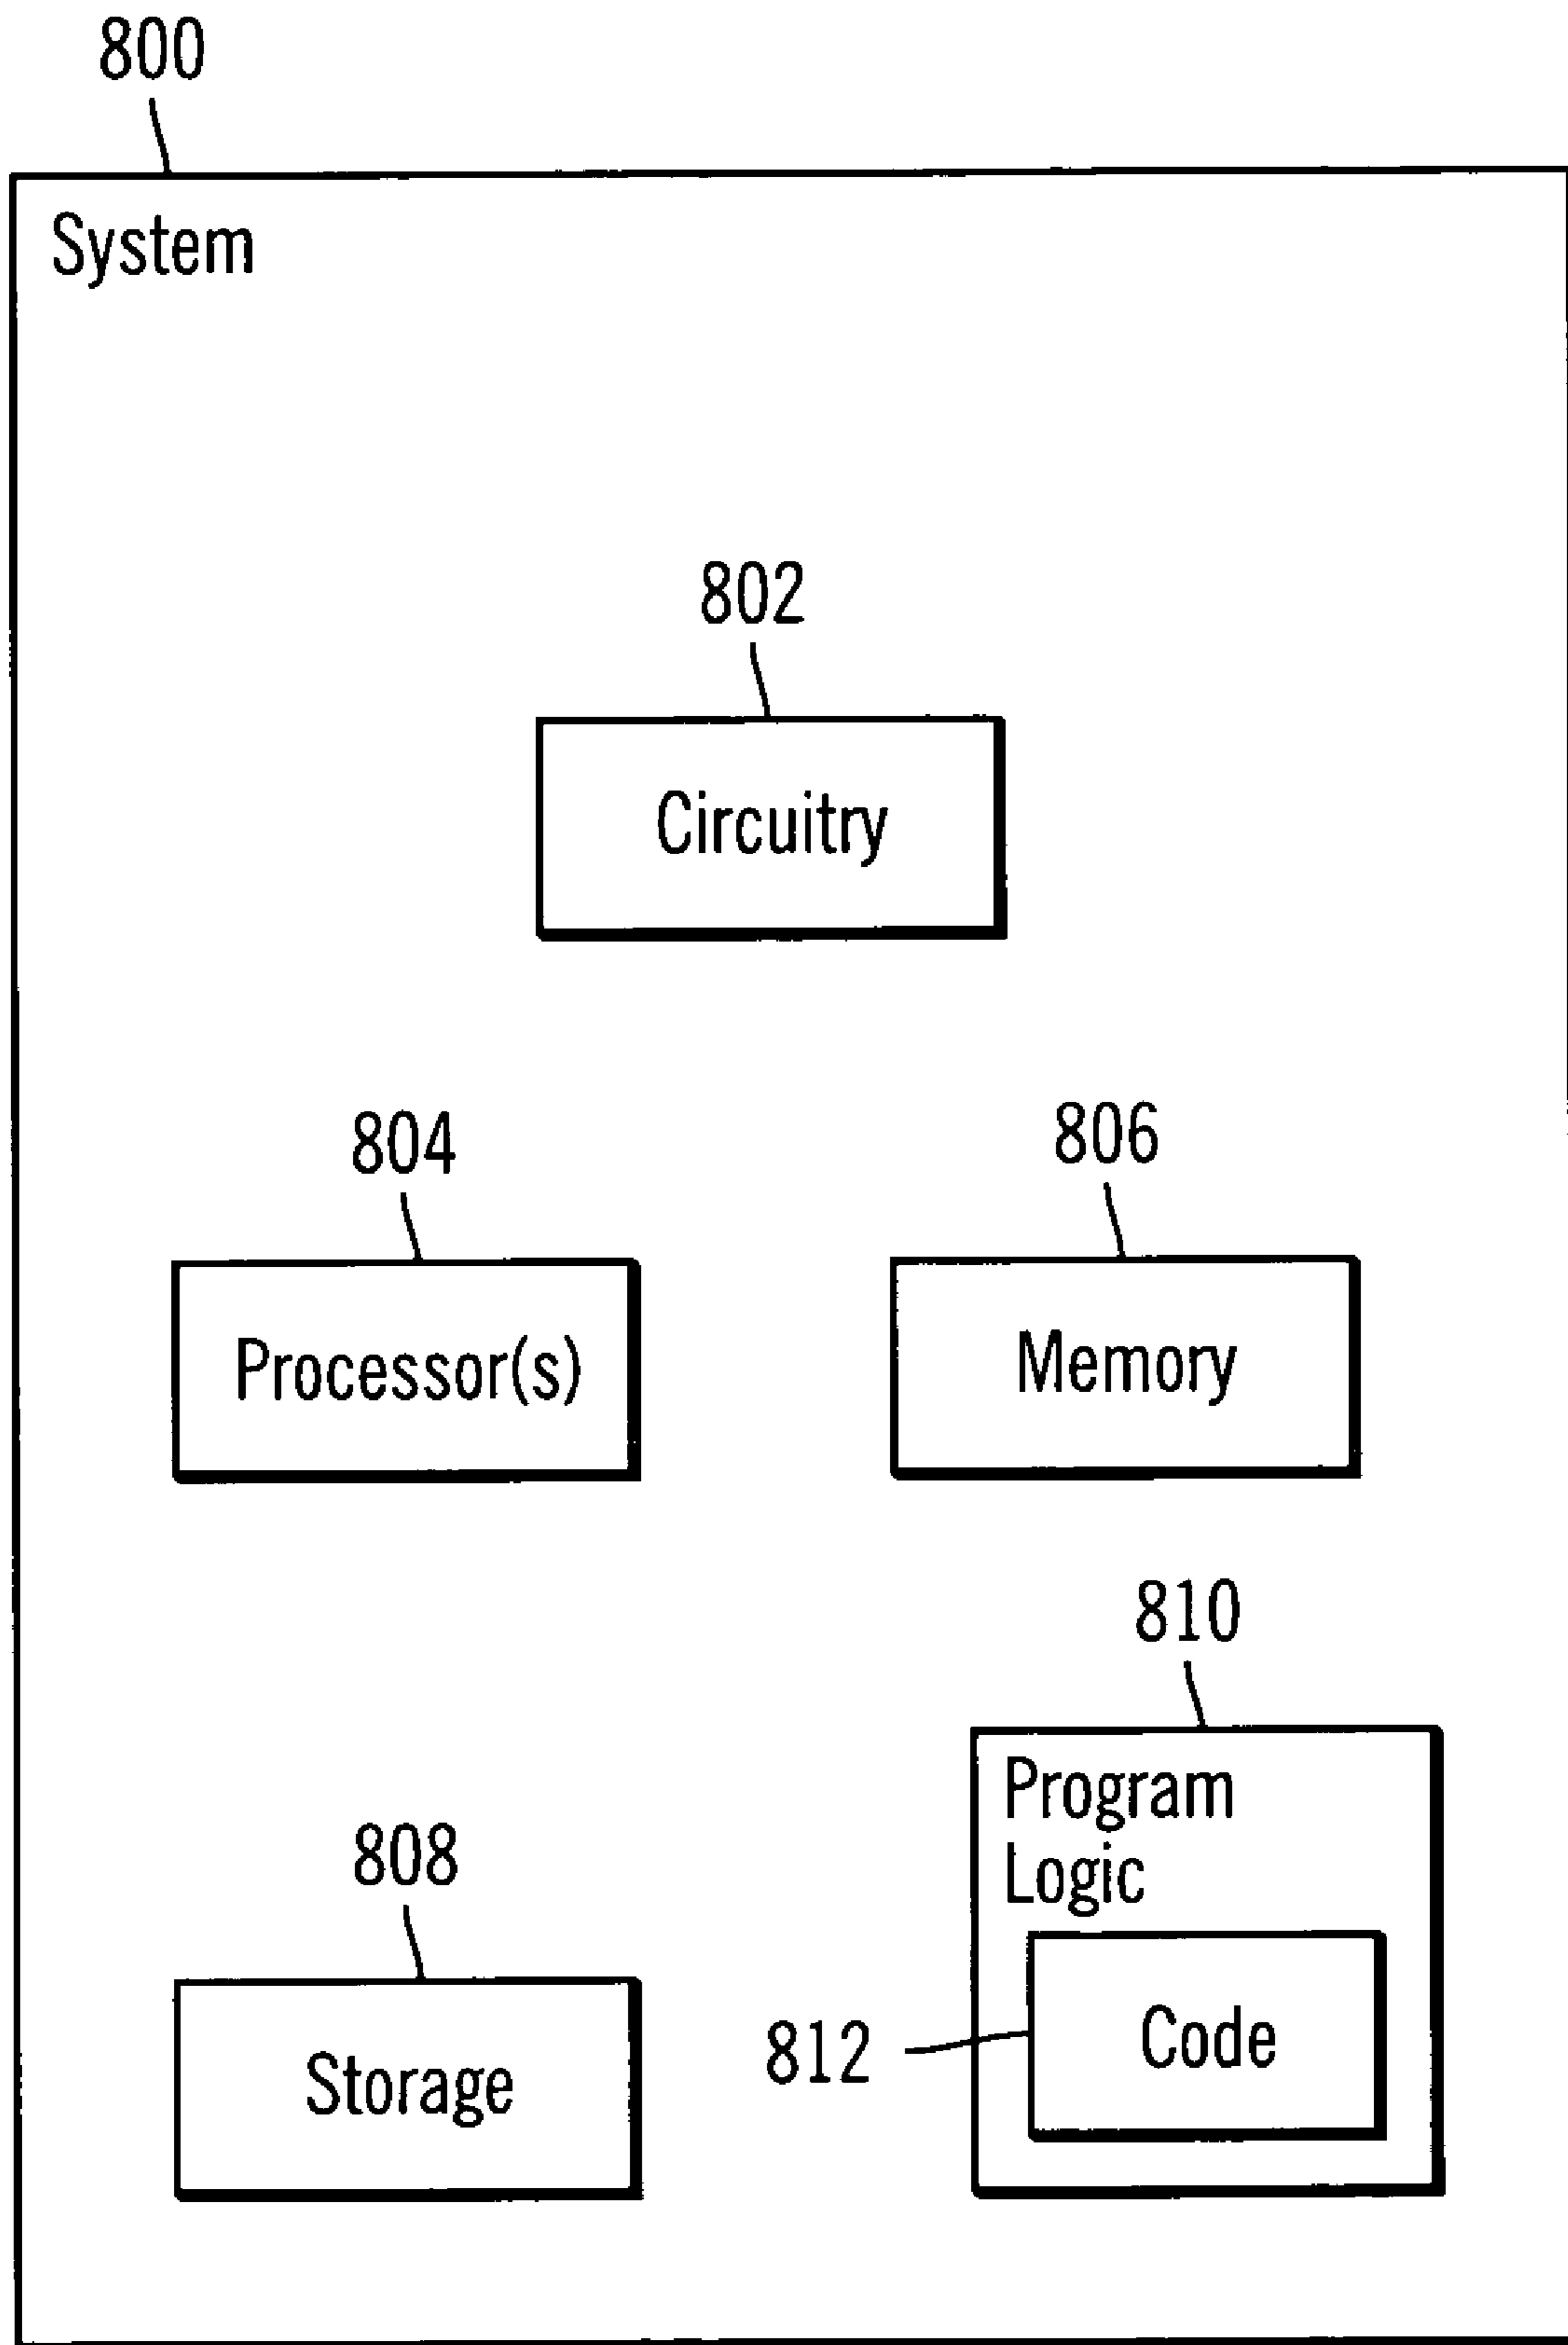 800
System
802
Circuitry
804
806
Processor(s)
Memory
810
Program
Logic
808
812
Code
Storage